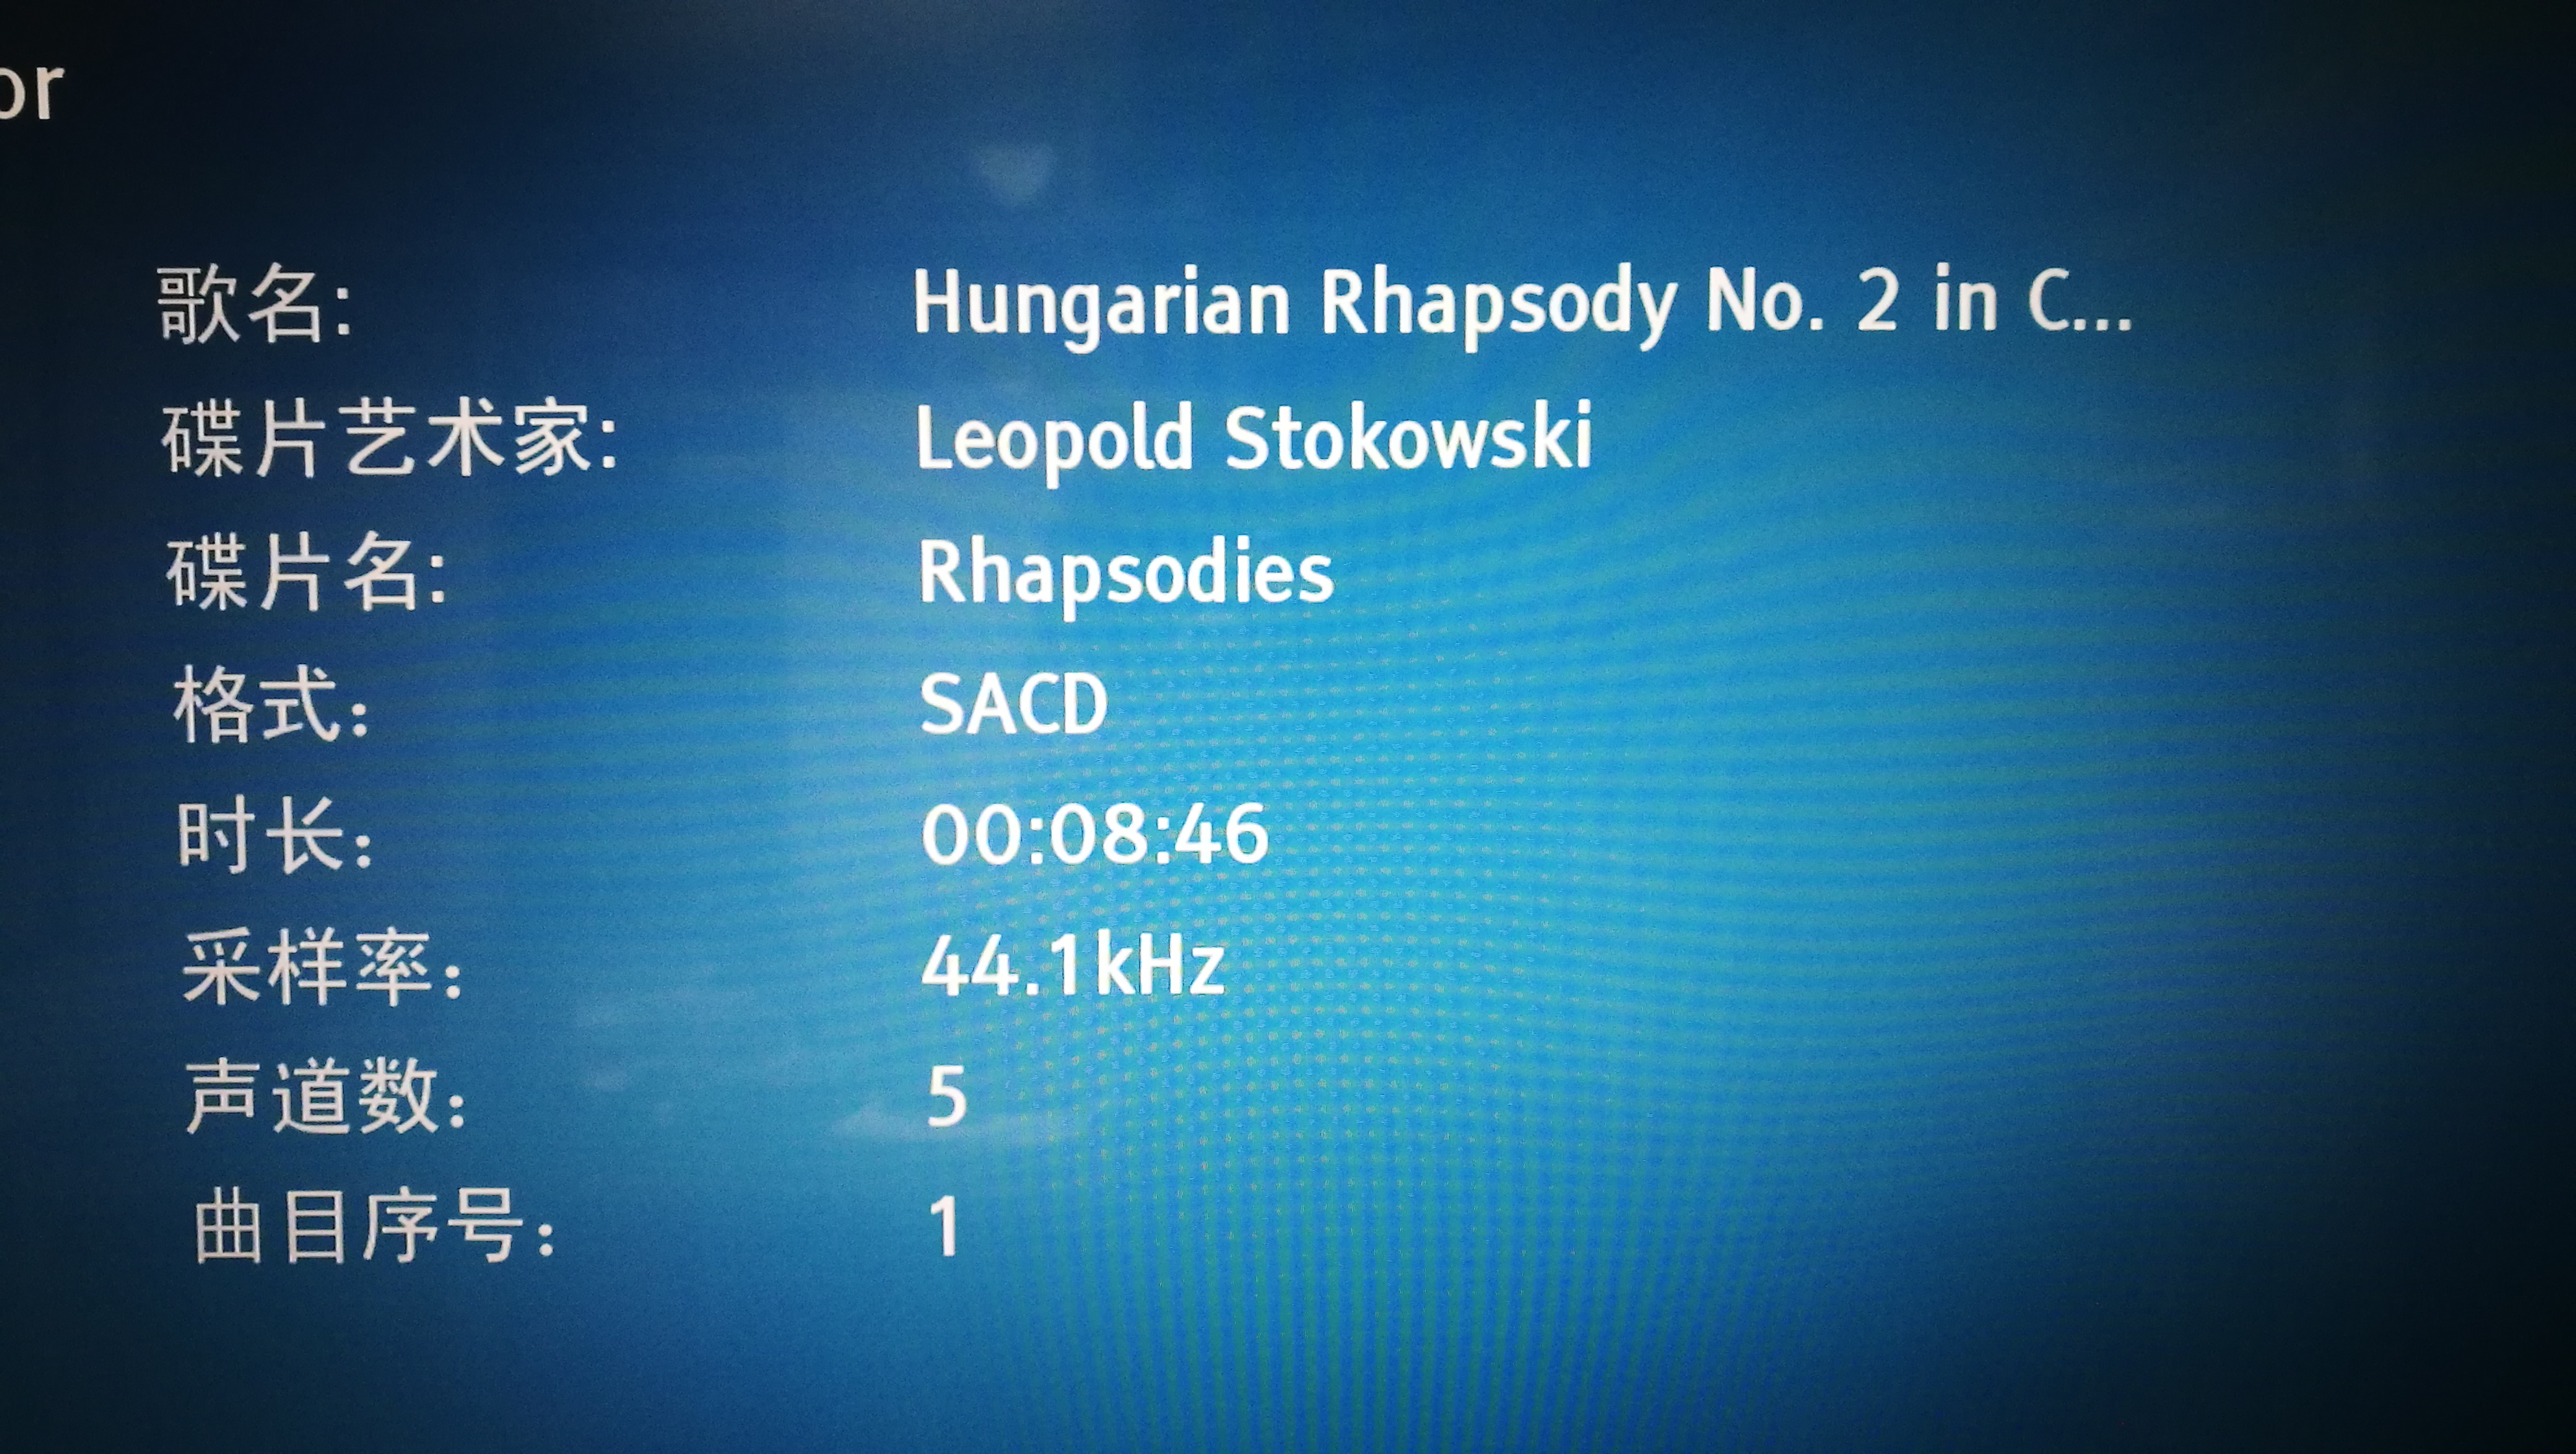 or
歌名: Hungarian Rhapsody No. 2 in C...
碟片艺术家: Leopold Stokowski
碟片名: Rhapsodies
格式： SACD
时长： 00:08:46
采样率： 44.1kHz
声道数： 5
曲目序号： 1